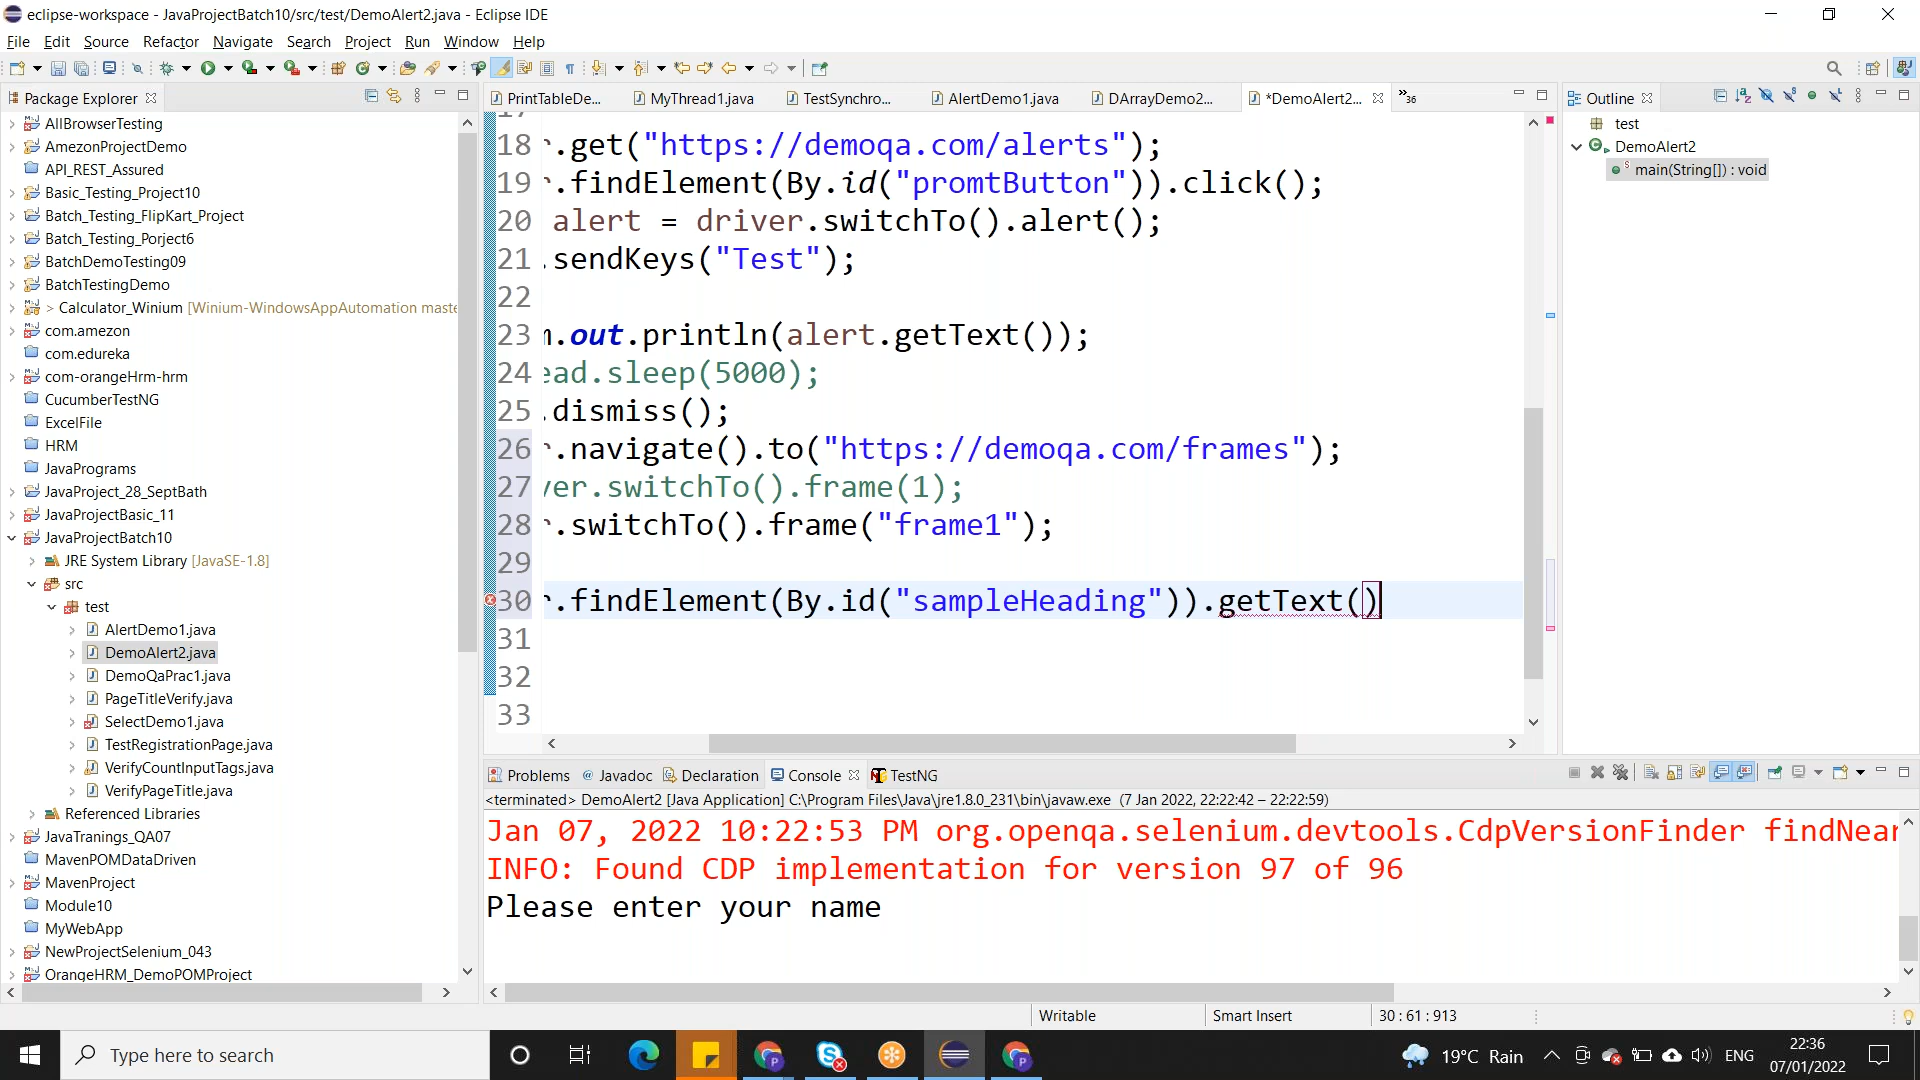 eclipse-workspace - JavaProjectBatch10/src/test/DemoAlert2.java - Eclipse IDE
File Edit Source Refactor Navigate Search Project Run Window Help
Package Explorer
AllBrowserTesting
AmezonProjectDemo
API_REST_Assured
Basic_Testing_Project10
Batch_Testing_FlipKart_Project
Batch_Testing_Porject6
BatchDemoTesting09
BatchTestingDemo
> Calculator_Winium [Winium-WindowsAppAutomation maste
com.amezon
com.edureka
com-orangeHrm-hrm
CucumberTestNG
ExcelFile
HRM
JavaPrograms
JavaProject_28_SeptBath
JavaProjectBasic_11
JavaProjectBatch10
JRE System Library [JavaSE-1.8]
src
test
AlertDemo1.java
DemoAlert2.java
DemoQaPrac1.java
PageTitleVerify.java
SelectDemo1.java
TestRegistrationPage.java
VerifyCountInputTags.java
VerifyPageTitle.java
Referenced Libraries
JavaTranings_QA07
MavenPOMDataDriven
MavenProject
Module10
MyWebApp
NewProjectSelenium_043
OrangeHRM_DemoPOMProject
PrintTableDe... MyThread1.java TestSynchro... AlertDemo1.java DArrayDemo2... *DemoAlert2... »36
18 r.get("https://demoqa.com/alerts");
19 r.findElement(By.id("promtButton")).click();
20 alert = driver.switchTo().alert();
21 .sendKeys("Test");
22
23 m.out.println(alert.getText());
24 ead.sleep(5000);
25 .dismiss();
26 r.navigate().to("https://demoqa.com/frames");
27 ver.switchTo().frame(1);
28 r.switchTo().frame("frame1");
29
30 r.findElement(By.id("sampleHeading")).getText()
31
32
33
Outline
test
DemoAlert2
main(String[]) : void
Problems @ Javadoc Declaration Console TestNG
<terminated> DemoAlert2 [Java Application] C:\Program Files\Java\jre1.8.0_231\bin\javaw.exe (7 Jan 2022, 22:22:42 – 22:22:59)
Jan 07, 2022 10:22:53 PM org.openqa.selenium.devtools.CdpVersionFinder findNear
INFO: Found CDP implementation for version 97 of 96
Please enter your name
Writable Smart Insert 30 : 61 : 913
Type here to search
19°C Rain
ENG
22:36
07/01/2022